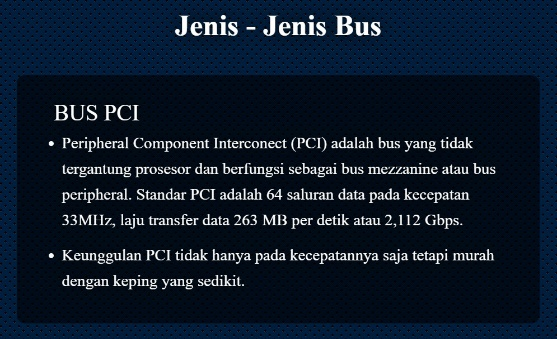 Jenis - Jenis Bus
BUS PCI
• Peripheral Component Interconect (PCI) adalah bus yang tidak
tergantung prosesor dan berfungsi sebagai bus mezzanine atau bus
peripheral. Standar PCI adalah 64 saluran data pada kecepatan
33MHz, laju transfer data 263 MB per detik atau 2,112 Gbps.
• Keunggulan PCI tidak hanya pada kecepatannya saja tetapi murah
dengan keping yang sedikit.